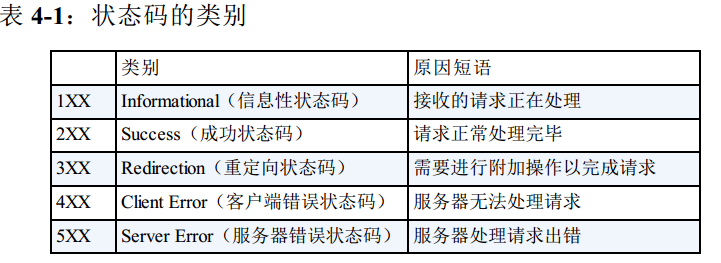 表 4-1：状态码的类别
类别 原因短语
1XX Informational（信息性状态码） 接收的请求正在处理
2XX Success（成功状态码） 请求正常处理完毕
3XX Redirection（重定向状态码） 需要进行附加操作以完成请求
4XX Client Error（客户端错误状态码） 服务器无法处理请求
5XX Server Error（服务器错误状态码） 服务器处理请求出错